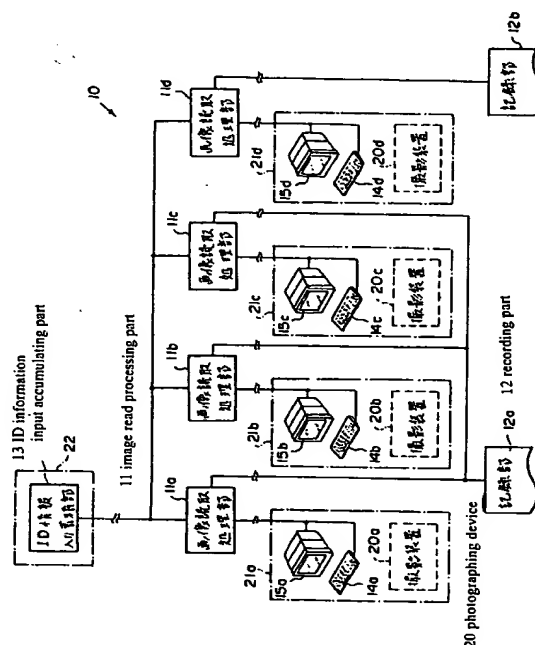 10
13 ID information
input accumulating part
22
ID情報
入力蓄積部
11 image read processing part
11a
画像読取
処理部
11b
画像読取
処理部
11c
画像読取
処理部
11d
画像読取
処理部
21a
15a
14a
20a
撮影装置
21b
15b
14b
20b
撮影装置
21c
15c
14c
20c
撮影装置
21d
15d
14d
20d
撮影装置
20 photographing device
12 recording part
12a
記録部
12b
記録部